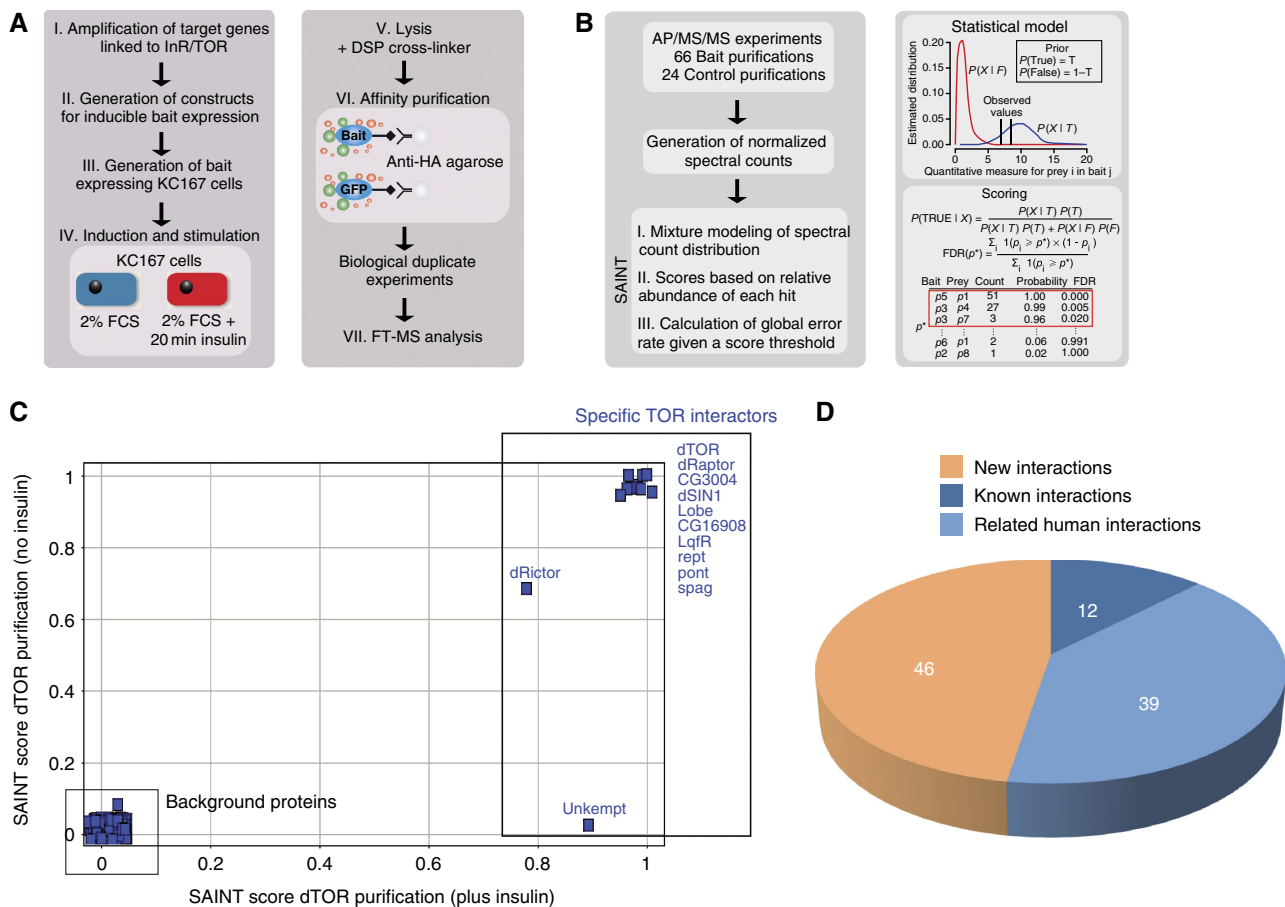 A
I. Amplification of target genes
linked to InR/TOR
II. Generation of constructs
for inducible bait expression
III. Generation of bait
expressing KC167 cells
IV. Induction and stimulation
KC167 cells
2% FCS
2% FCS +
20 min insulin
V. Lysis
+ DSP cross-linker
VI. Affinity purification
Bait
Anti-HA agarose
GFP
Biological duplicate
experiments
VII. FT-MS analysis
B
AP/MS/MS experiments
66 Bait purifications
24 Control purifications
Generation of normalized
spectral counts
SAINT
I. Mixture modeling of spectral
count distribution
II. Scores based on relative
abundance of each hit
III. Calculation of global error
rate given a score threshold
Statistical model
Estimated distribution
0.20
0.15
0.10
0.05
0.00
P(X | F)
Prior
P(True) = T
P(False) = 1–T
Observed
values
P(X | T)
0 5 10 15 20
Quantitative measure for prey i in bait j
Scoring
P(TRUE | X) = P(X | T) P(T) / P(X | T) P(T) + P(X | F) P(F)
FDR(p*) = Σi 1(pi ⩾ p*) × (1 - pi) / Σi 1(pi ⩾ p*)
Bait Prey Count Probability FDR
p5 p1 51 1.00 0.000
p3 p4 27 0.99 0.005
p3 p7 3 0.96 0.020
p*
p6 p1 2 0.06 0.991
p2 p8 1 0.02 1.000
C
Specific TOR interactors
dTOR
dRaptor
CG3004
dSIN1
Lobe
CG16908
LqfR
rept
pont
spag
dRictor
Unkempt
Background proteins
SAINT score dTOR purification (no insulin)
1
0.8
0.6
0.4
0.2
0
0 0.2 0.4 0.6 0.8 1
SAINT score dTOR purification (plus insulin)
D
New interactions
Known interactions
Related human interactions
12
46
39